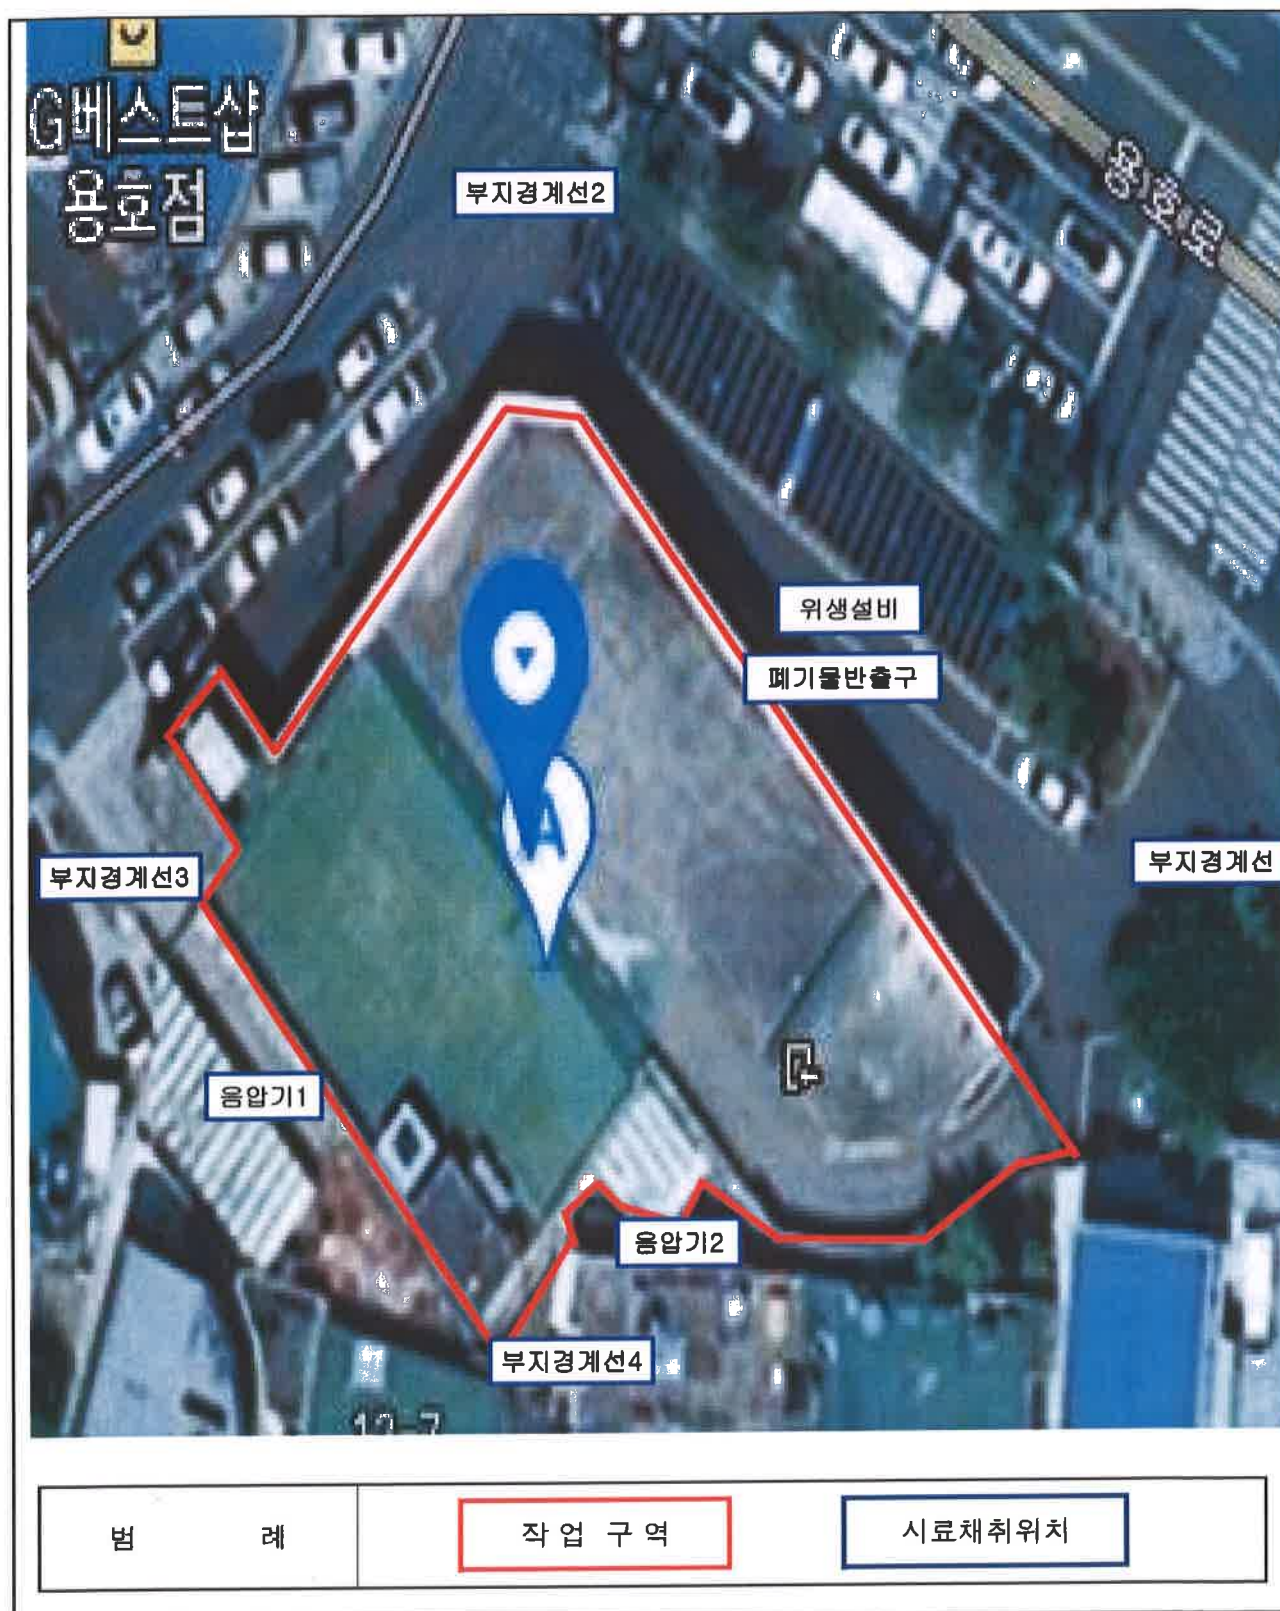 G베스트샵
용호점
용호로
부지경계선2
위생설비
폐기물반출구
부지경계선3
부지경계선
A
음압기1
음압기2
부지경계선4
범 례
작 업 구 역
시료채취위치